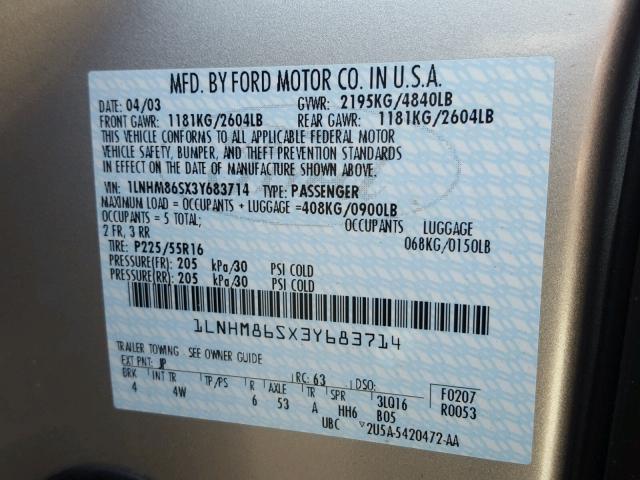 MFD. BY FORD MOTOR CO. IN U.S.A.
DATE: 04/03 GVWR: 2195KG/4840LB
FRONT GAWR: 1181KG/2604LB REAR GAWR: 1181KG/2604LB
THIS VEHICLE CONFORMS TO ALL APPLICABLE FEDERAL MOTOR
VEHICLE SAFETY, BUMPER, AND THEFT PREVENTION STANDARDS
IN EFFECT ON THE DATE OF MANUFACTURE SHOWN ABOVE.
VIN: 1LNHM86SX3Y683714 TYPE: PASSENGER
MAXIMUM LOAD = OCCUPANTS + LUGGAGE = 408KG/0900LB
OCCUPANTS = 5 TOTAL; OCCUPANTS LUGGAGE
2 FR, 3 RR 068KG/0150LB
TIRE: P225/55R16
PRESSURE(FR): 205 kPa/30 PSI COLD
PRESSURE(RR): 205 kPa/30 PSI COLD
1LNHM86SX3Y683714
TRAILER TOWING - SEE OWNER GUIDE
EXT PNT: JP RC: 63 DSO: F0207
BRK INT TR TP/PS R AXLE TR SPR 3LQ16 R0053
4 4W 6 53 A HH6 B05
UBC ▽2U5A-5420472-AA